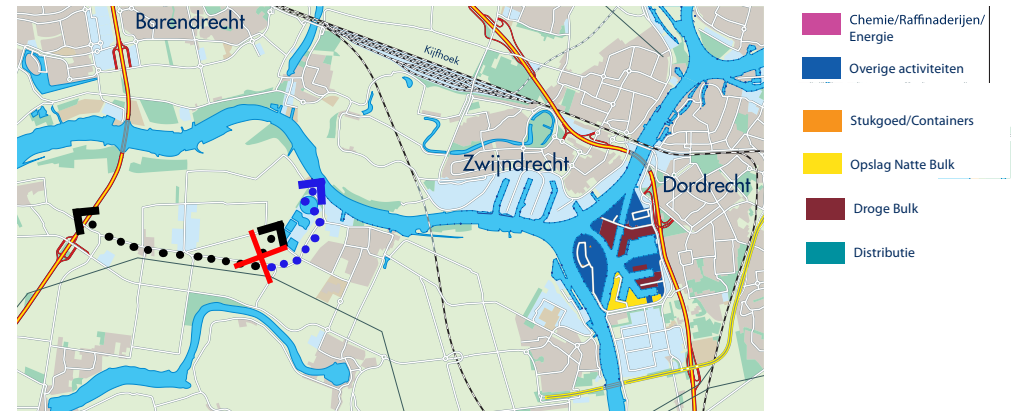 Barendrecht
Kijfhoek
Zwijndrecht
Dordrecht
Chemie/Raffinaderijen/
Energie
Overige activiteiten
Stukgoed/Containers
Opslag Natte Bulk
Droge Bulk
Distributie